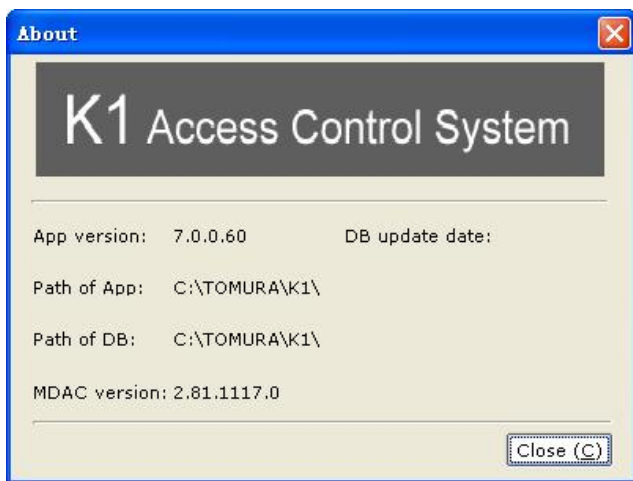 About
K1 Access Control System
App version: 7.0.0.60 DB update date:
Path of App: C:\TOMURA\K1\
Path of DB: C:\TOMURA\K1\
MDAC version: 2.81.1117.0
Close (C)